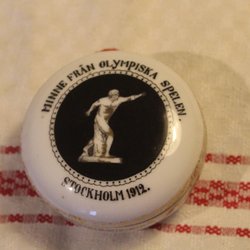 MINNE FRÅN OLYMPISKA SPELEN.
STOCKHOLM 1912.